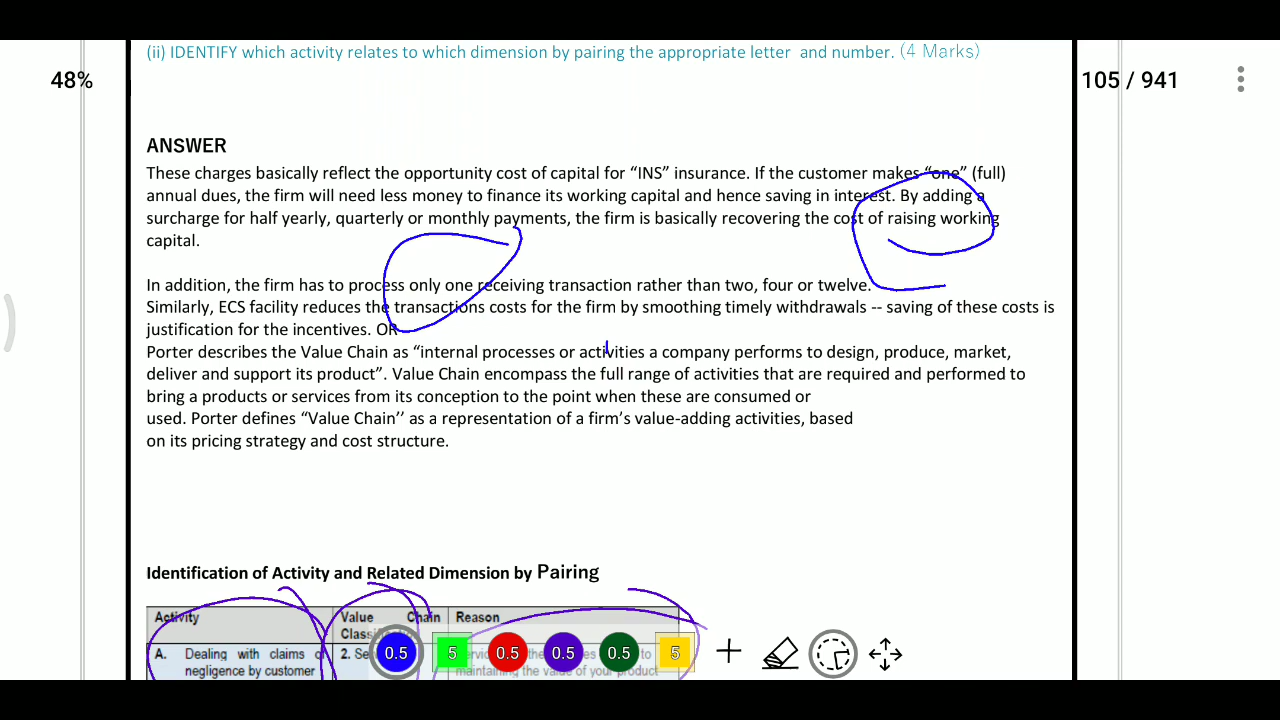 (ii) IDENTIFY which activity relates to which dimension by pairing the appropriate letter and number. (4 Marks)
48%
105 / 941
ANSWER
These charges basically reflect the opportunity cost of capital for “INS” insurance. If the customer makes “one” (full)
annual dues, the firm will need less money to finance its working capital and hence saving in interest. By adding a
surcharge for half yearly, quarterly or monthly payments, the firm is basically recovering the cost of raising working
capital.
In addition, the firm has to process only one receiving transaction rather than two, four or twelve.
Similarly, ECS facility reduces the transactions costs for the firm by smoothing timely withdrawals -- saving of these costs is
justification for the incentives. OR
Porter describes the Value Chain as “internal processes or activities a company performs to design, produce, market,
deliver and support its product”. Value Chain encompass the full range of activities that are required and performed to
bring a products or services from its conception to the point when these are consumed or
used. Porter defines “Value Chain’’ as a representation of a firm’s value-adding activities, based
on its pricing strategy and cost structure.
Identification of Activity and Related Dimension by Pairing
Activity Value Chain Reason
A. Dealing with claims 2. to
negligence by customer maintaining the value of your product
0.5 5 0.5 0.5 0.5 5